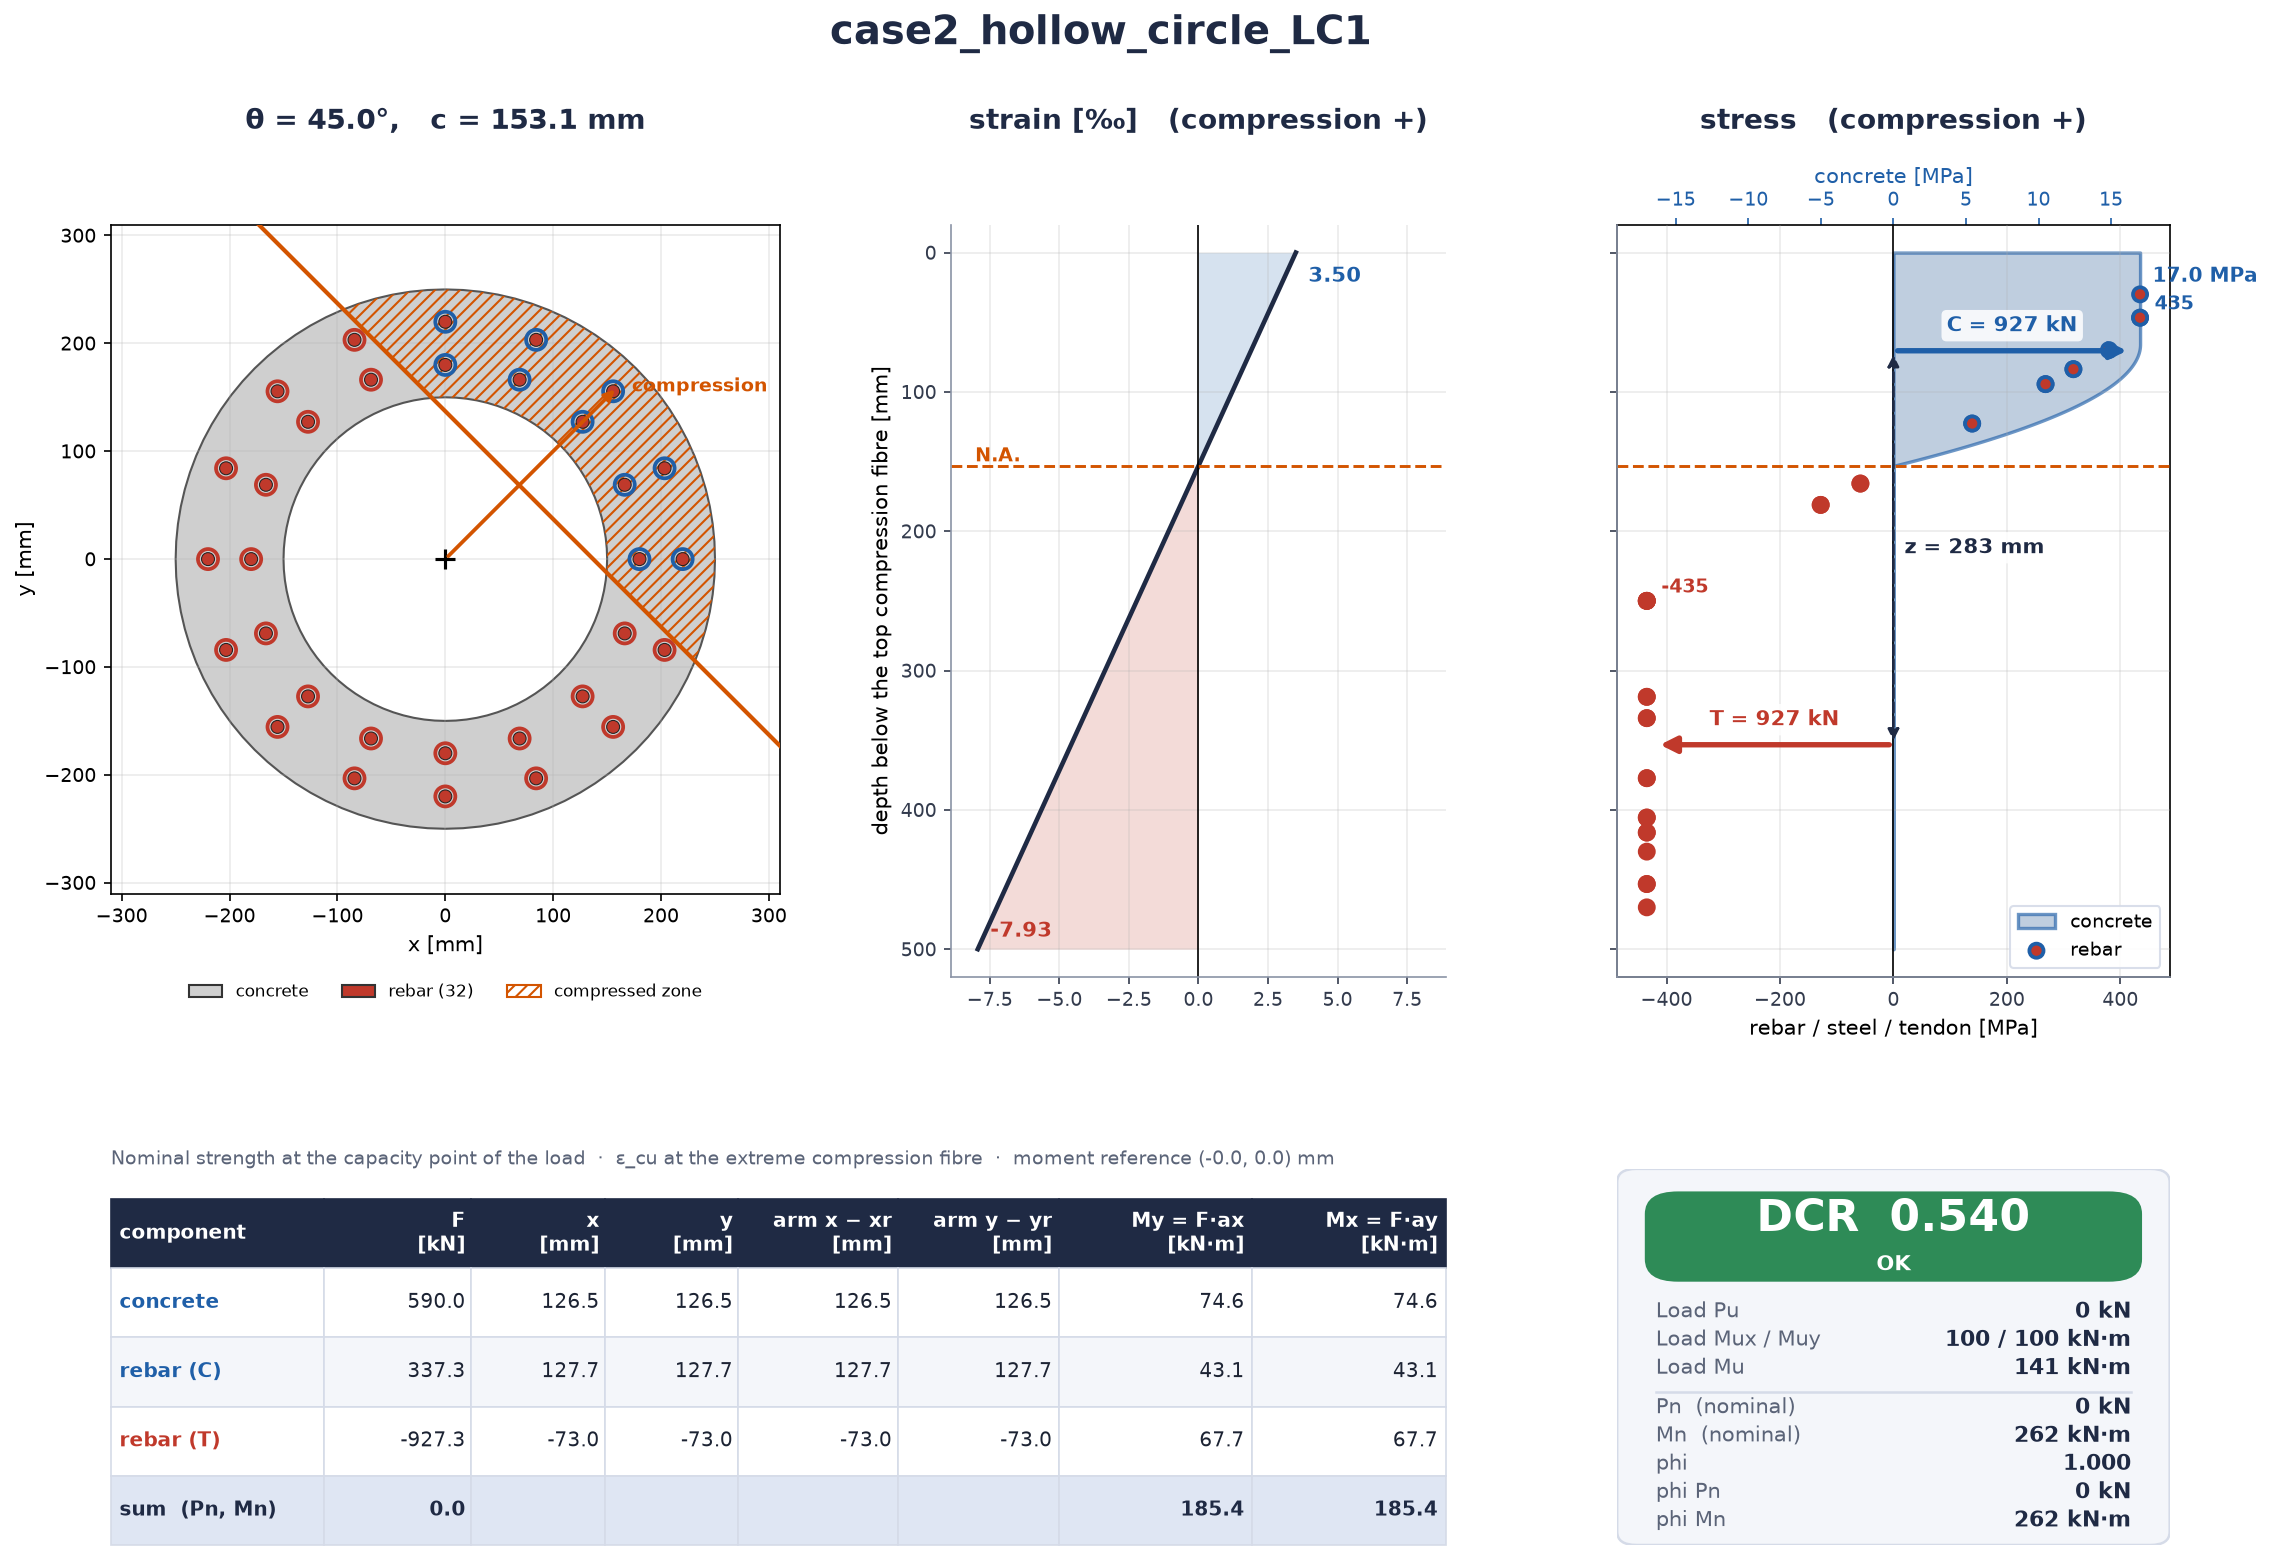 case2_hollow_circle_LC1
θ = 45.0°,   c = 153.1 mm
strain [‰]   (compression +)
stress   (compression +)
concrete [MPa]
−15 −10 −5 0 5 10 15
300
200
100
0
−100
−200
−300
y [mm]
−300 −200 −100 0 100 200 300
x [mm]
compression
concrete
rebar (32)
compressed zone
0
100
200
300
400
500
depth below the top compression fibre [mm]
3.50
N.A.
-7.93
−7.5 −5.0 −2.5 0.0 2.5 5.0 7.5
17.0 MPa
435
C = 927 kN
z = 283 mm
-435
T = 927 kN
concrete
rebar
−400 −200 0 200 400
rebar / steel / tendon [MPa]
Nominal strength at the capacity point of the load · ε_cu at the extreme compression fibre · moment reference (-0.0, 0.0) mm
component F [kN] x [mm] y [mm] arm x − xr [mm] arm y − yr [mm] My = F·ax [kN·m] Mx = F·ay [kN·m]
concrete 590.0 126.5 126.5 126.5 126.5 74.6 74.6
rebar (C) 337.3 127.7 127.7 127.7 127.7 43.1 43.1
rebar (T) -927.3 -73.0 -73.0 -73.0 -73.0 67.7 67.7
sum (Pn, Mn) 0.0 185.4 185.4
DCR 0.540
OK
Load Pu 0 kN
Load Mux / Muy 100 / 100 kN·m
Load Mu 141 kN·m
Pn (nominal) 0 kN
Mn (nominal) 262 kN·m
phi 1.000
phi Pn 0 kN
phi Mn 262 kN·m